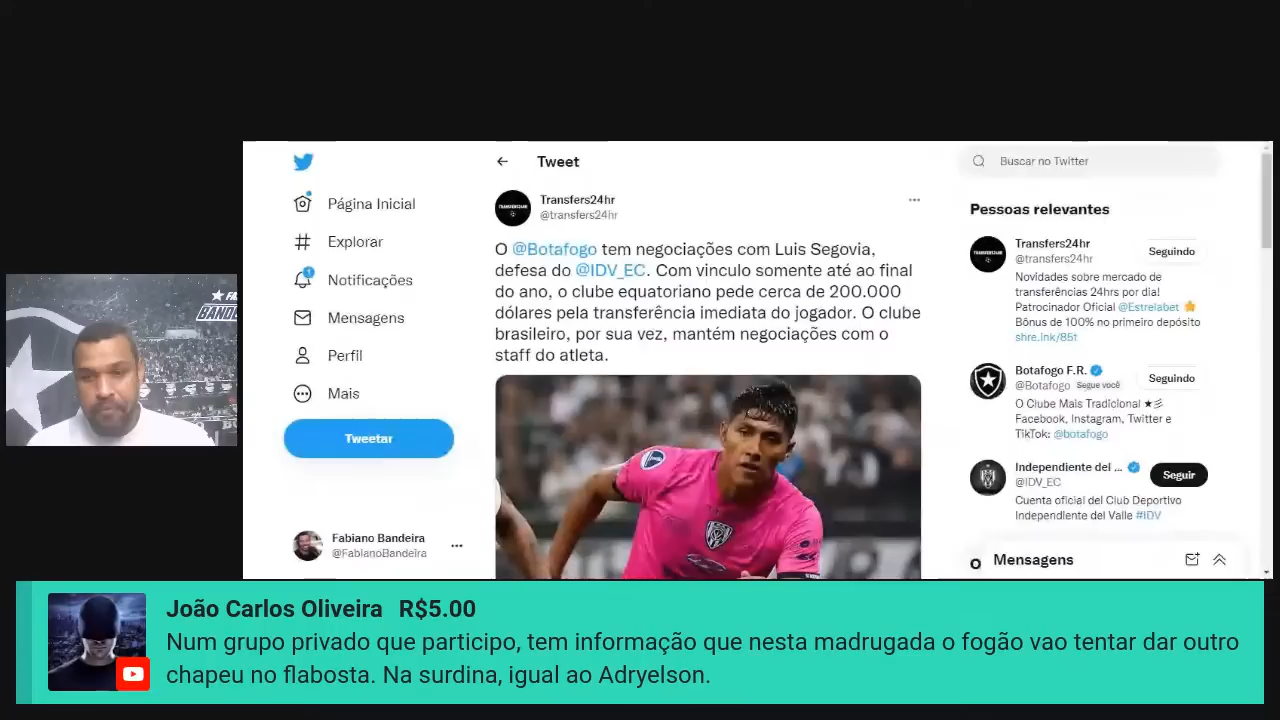 Página Inicial
Explorar
1
Notificações
Mensagens
Perfil
Mais
Tweetar
Fabiano Bandeira
@FabianoBandeira
Tweet
Transfers24hr
@transfers24hr
O @Botafogo tem negociações com Luis Segovia,
defesa do @IDV_EC. Com vinculo somente até ao final
do ano, o clube equatoriano pede cerca de 200.000
dólares pela transferência imediata do jogador. O clube
brasileiro, por sua vez, mantém negociações com o
staff do atleta.
Buscar no Twitter
Pessoas relevantes
Transfers24hr
@transfers24hr
Seguindo
Novidades sobre mercado de
transferências 24hrs por dia!
Patrocinador Oficial @Estrelabet
Bônus de 100% no primeiro depósito
shre.ink/85t
Botafogo F.R.
@Botafogo Segue você
Seguindo
O Clube Mais Tradicional
Facebook, Instagram, Twitter e
TikTok: @botafogo
Independiente del ...
@IDV_EC
Seguir
Cuenta oficial del Club Deportivo
Independiente del Valle #IDV
Mensagens
João Carlos Oliveira R$5.00
Num grupo privado que participo, tem informação que nesta madrugada o fogão vao tentar dar outro
chapeu no flabosta. Na surdina, igual ao Adryelson.